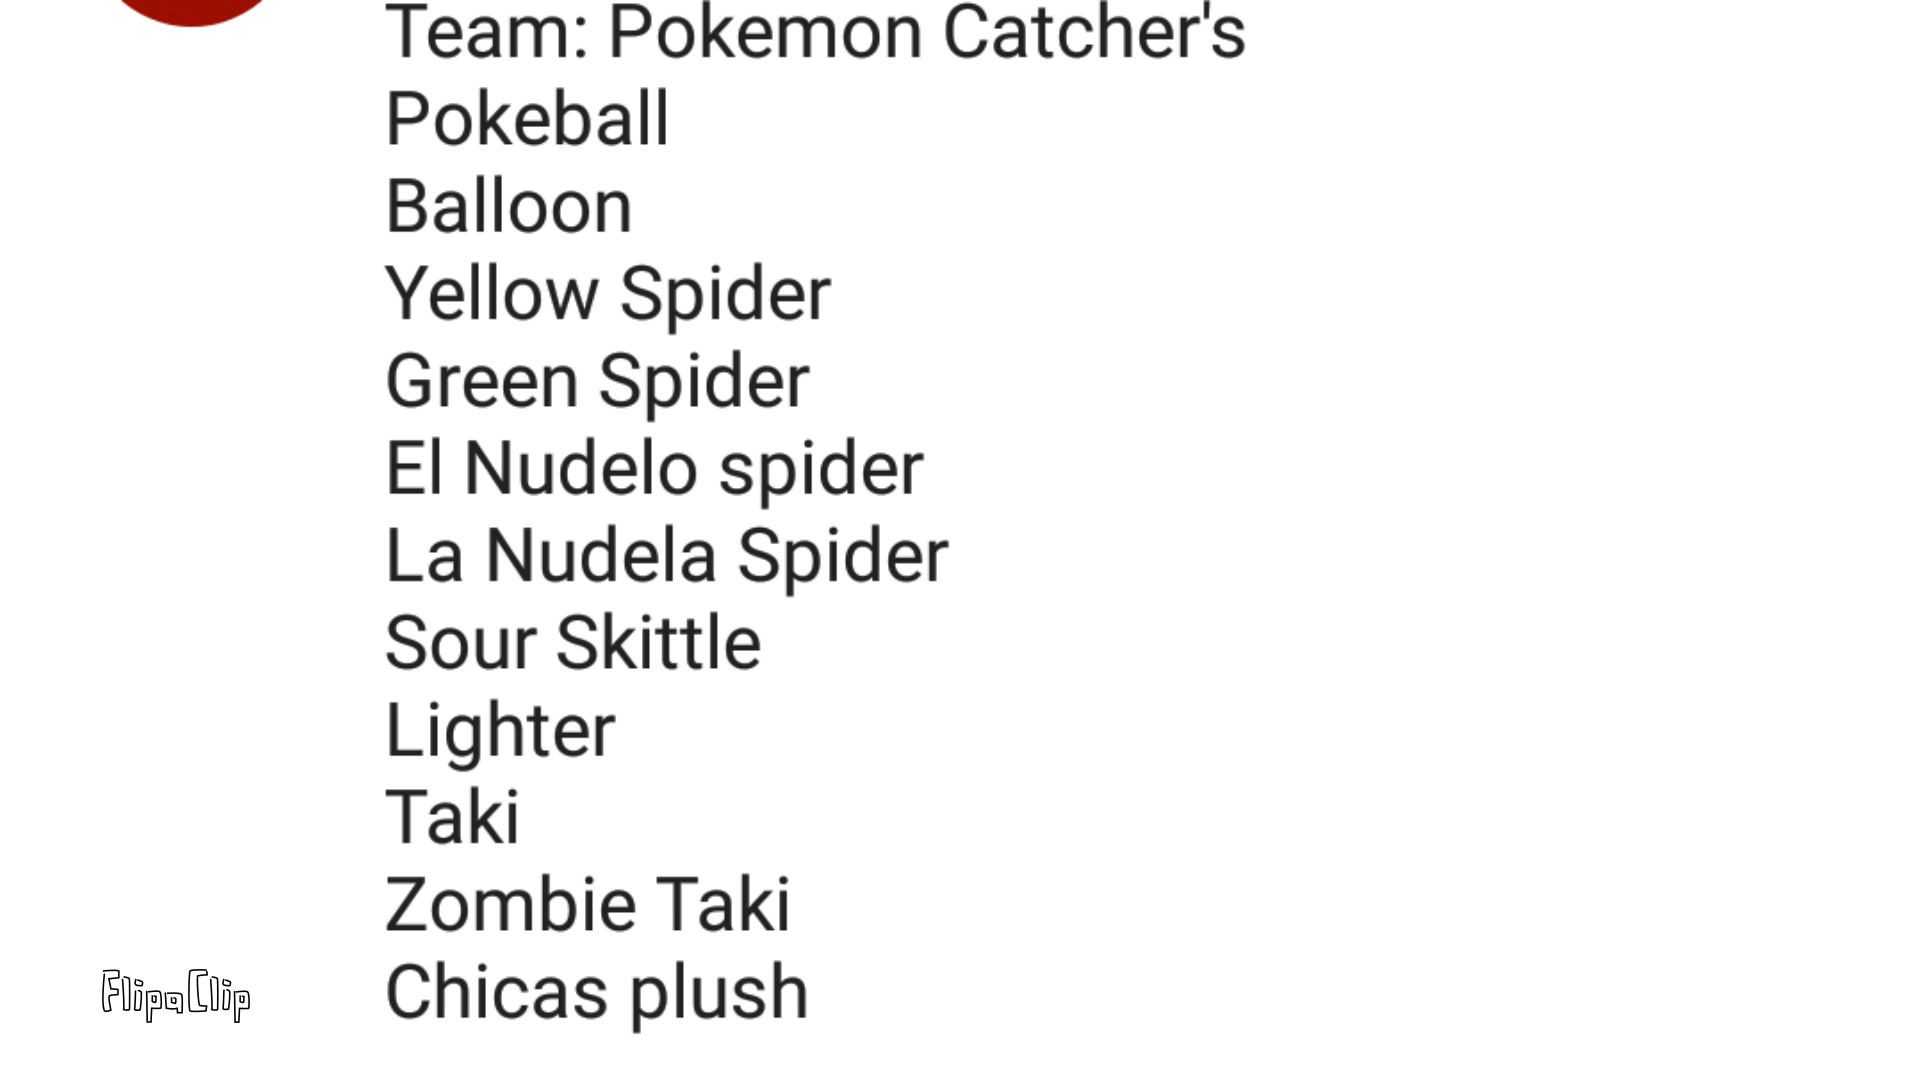 Team: Pokemon Catcher's
Pokeball
Balloon
Yellow Spider
Green Spider
El Nudelo spider
La Nudela Spider
Sour Skittle
Lighter
Taki
Zombie Taki
Chicas plush
FlipaClip